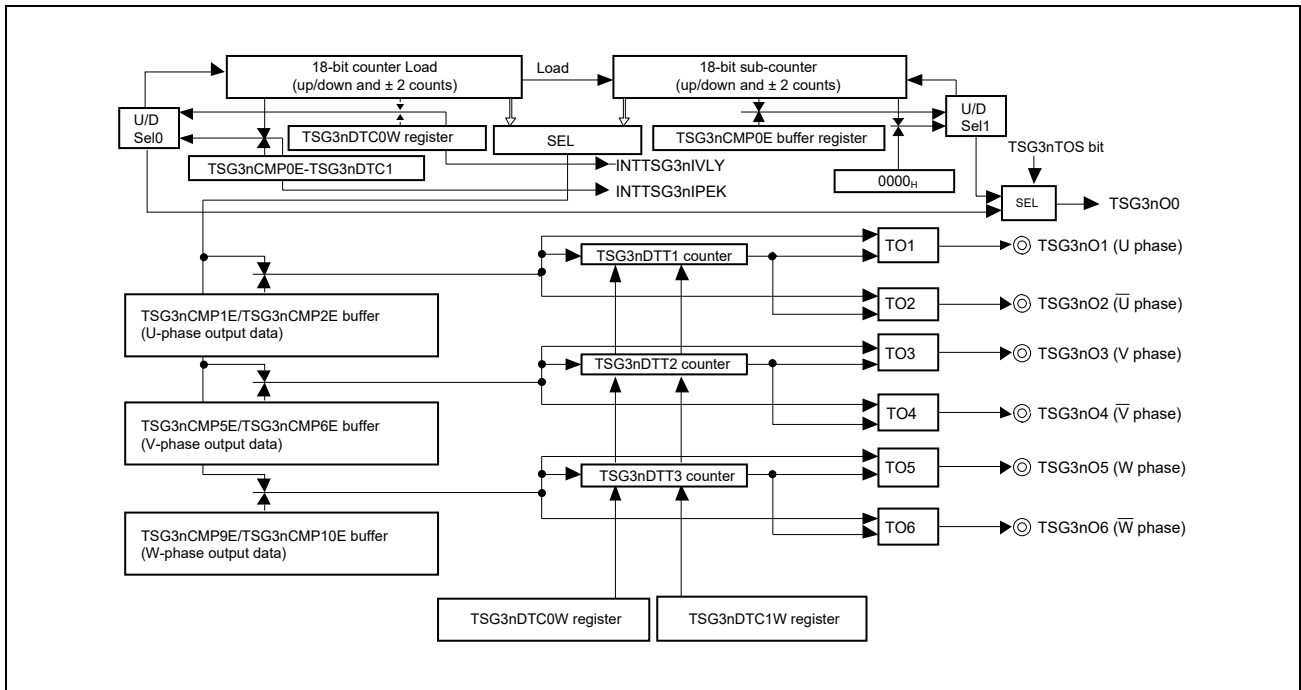 18-bit counter Load
(up/down and ± 2 counts)
Load
18-bit sub-counter
(up/down and ± 2 counts)
U/D
Sel0
U/D
Sel1
TSG3nDTC0W register
SEL
TSG3nCMP0E buffer register
TSG3nTOS bit
TSG3nCMP0E-TSG3nDTC1
INTTSG3nIVLY
0000H
INTTSG3nIPEK
SEL
TSG3nO0
TSG3nDTT1 counter
TO1
TSG3nO1 (U phase)
TSG3nCMP1E/TSG3nCMP2E buffer
(U-phase output data)
TO2
TSG3nO2 (U̅ phase)
TSG3nDTT2 counter
TO3
TSG3nO3 (V phase)
TSG3nCMP5E/TSG3nCMP6E buffer
(V-phase output data)
TO4
TSG3nO4 (V̅ phase)
TSG3nDTT3 counter
TO5
TSG3nO5 (W phase)
TSG3nCMP9E/TSG3nCMP10E buffer
(W-phase output data)
TO6
TSG3nO6 (W̅ phase)
TSG3nDTC0W register
TSG3nDTC1W register